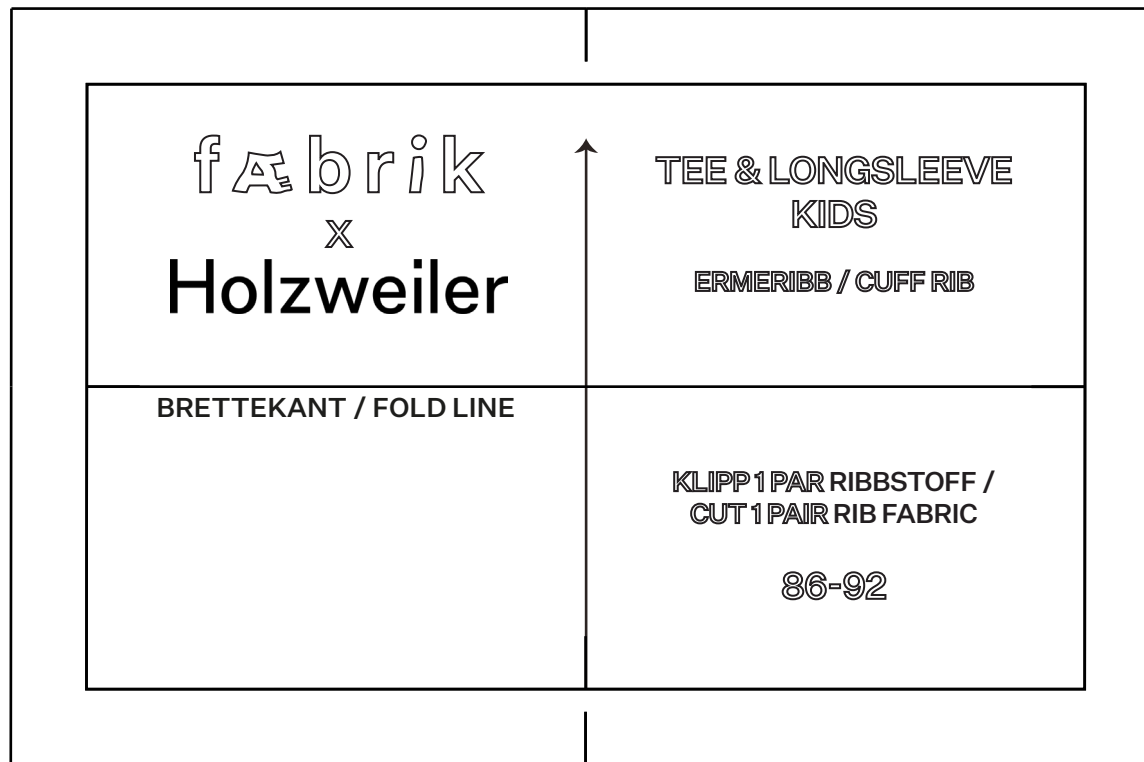 fÆbrik
x
Holzweiler
TEE & LONGSLEEVE
KIDS
ERMERIBB / CUFF RIB
BRETTEKANT / FOLD LINE
KLIPP 1 PAR RIBBSTOFF /
CUT 1 PAIR RIB FABRIC
86-92